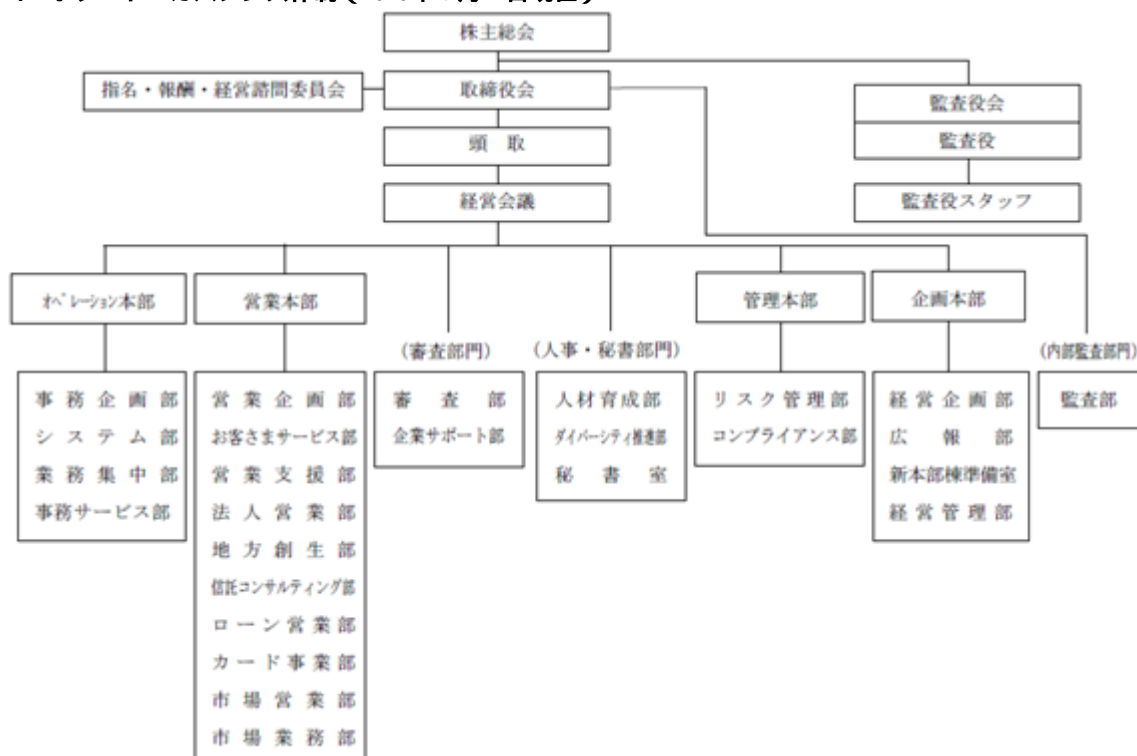 株主総会
指名・報酬・経営諮問委員会
取締役会
監査役会
監査役
頭取
経営会議
監査役スタッフ
オペレーション本部
営業本部
管理本部
企画本部
(審査部門)
(人事・秘書部門)
(内部監査部門)
事務企画部
システム部
業務集中部
事務サービス部
営業企画部
お客さまサービス部
営業支援部
法人営業部
地方創生部
信託コンサルティング部
ローン営業部
カード事業部
市場営業部
市場業務部
審査部
企業サポート部
人材育成部
ダイバーシティ推進部
秘書室
リスク管理部
コンプライアンス部
経営企画部
広報部
新本部棟準備室
経営管理部
監査部